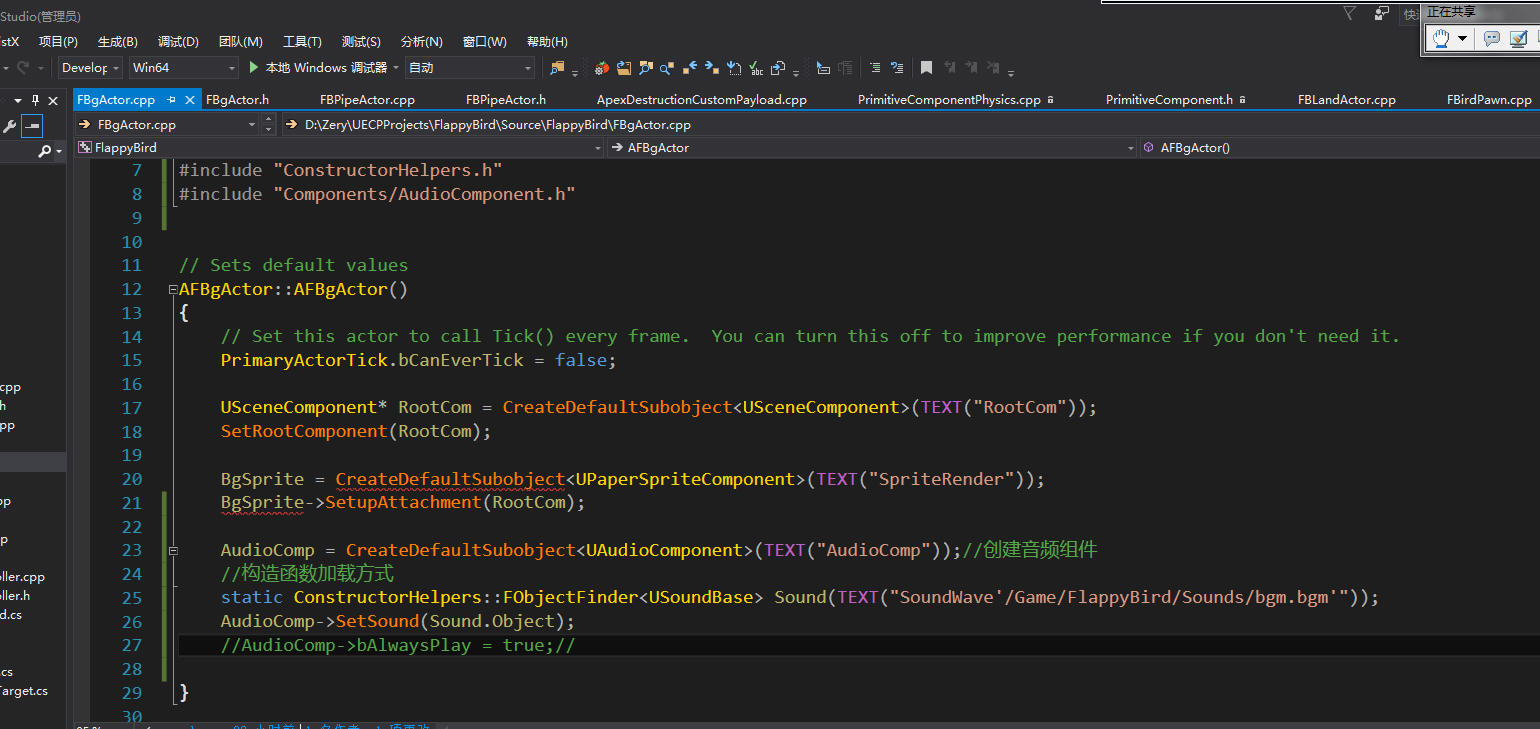 Studio(管理员)
正在共享
stX 项目(P) 生成(B) 调试(D) 团队(M) 工具(T) 测试(S) 分析(N) 窗口(W) 帮助(H)
Develop Win64 本地 Windows 调试器 自动
FBgActor.cpp FBgActor.h FBPipeActor.cpp FBPipeActor.h ApexDestructionCustomPayload.cpp PrimitiveComponentPhysics.cpp PrimitiveComponent.h FBLandActor.cpp FBirdPawn.cpp
FBgActor.cpp D:\Zery\UECPProjects\FlappyBird\Source\FlappyBird\FBgActor.cpp
FlappyBird AFBgActor AFBgActor()
7 #include "ConstructorHelpers.h"
8 #include "Components/AudioComponent.h"
9
10
11 // Sets default values
12 AFBgActor::AFBgActor()
13 {
14 // Set this actor to call Tick() every frame.  You can turn this off to improve performance if you don't need it.
15 PrimaryActorTick.bCanEverTick = false;
16
17 USceneComponent* RootCom = CreateDefaultSubobject<USceneComponent>(TEXT("RootCom"));
18 SetRootComponent(RootCom);
19
20 BgSprite = CreateDefaultSubobject<UPaperSpriteComponent>(TEXT("SpriteRender"));
21 BgSprite->SetupAttachment(RootCom);
22
23 AudioComp = CreateDefaultSubobject<UAudioComponent>(TEXT("AudioComp"));//创建音频组件
24 //构造函数加载方式
25 static ConstructorHelpers::FObjectFinder<USoundBase> Sound(TEXT("SoundWave'/Game/FlappyBird/Sounds/bgm.bgm'"));
26 AudioComp->SetSound(Sound.Object);
27 //AudioComp->bAlwaysPlay = true;//
28
29 }
30
.cpp
h
pp
op
p
oller.cpp
oller.h
d.cs
.cs
Target.cs